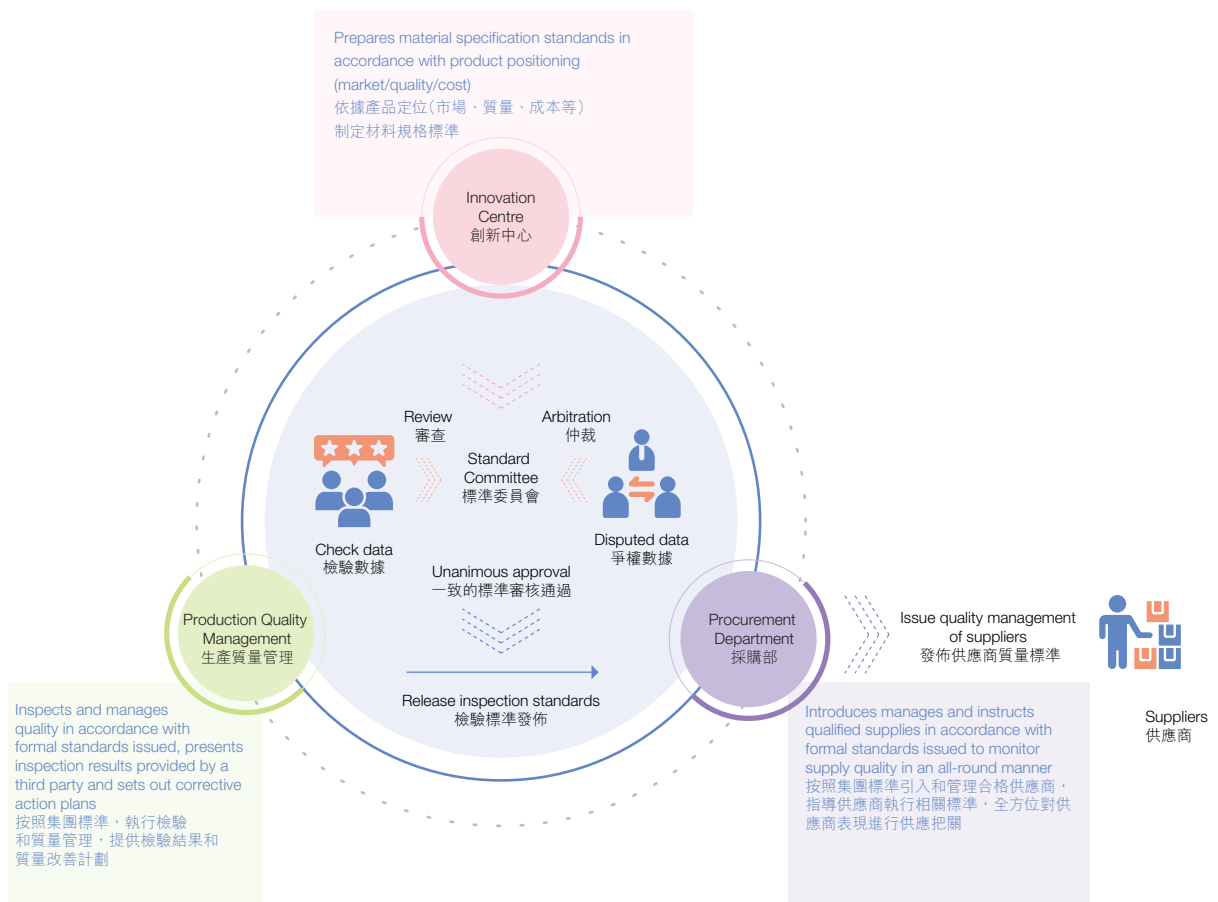 Prepares material specification standands in
accordance with product positioning
(market/quality/cost)
依據產品定位(市場、質量、成本等)
制定材料規格標準
Innovation
Centre
創新中心
Review
審查
Arbitration
仲裁
Standard
Committee
標準委員會
Check data
檢驗數據
Disputed data
爭權數據
Unanimous approval
一致的標準審核通過
Release inspection standards
檢驗標準發佈
Production Quality
Management
生產質量管理
Procurement
Department
採購部
Issue quality management
of suppliers
發佈供應商質量標準
Suppliers
供應商
Inspects and manages
quality in accordance with
formal standards issued, presents
inspection results provided by a
third party and sets out corrective
action plans
按照集團標準，執行檢驗
和質量管理，提供檢驗結果和
質量改善計劃
Introduces manages and instructs
qualified supplies in accordance with
formal standards issued to monitor
supply quality in an all-round manner
按照集團標準引入和管理合格供應商，
指導供應商執行相關標準，全方位對供
應商表現進行供應把關